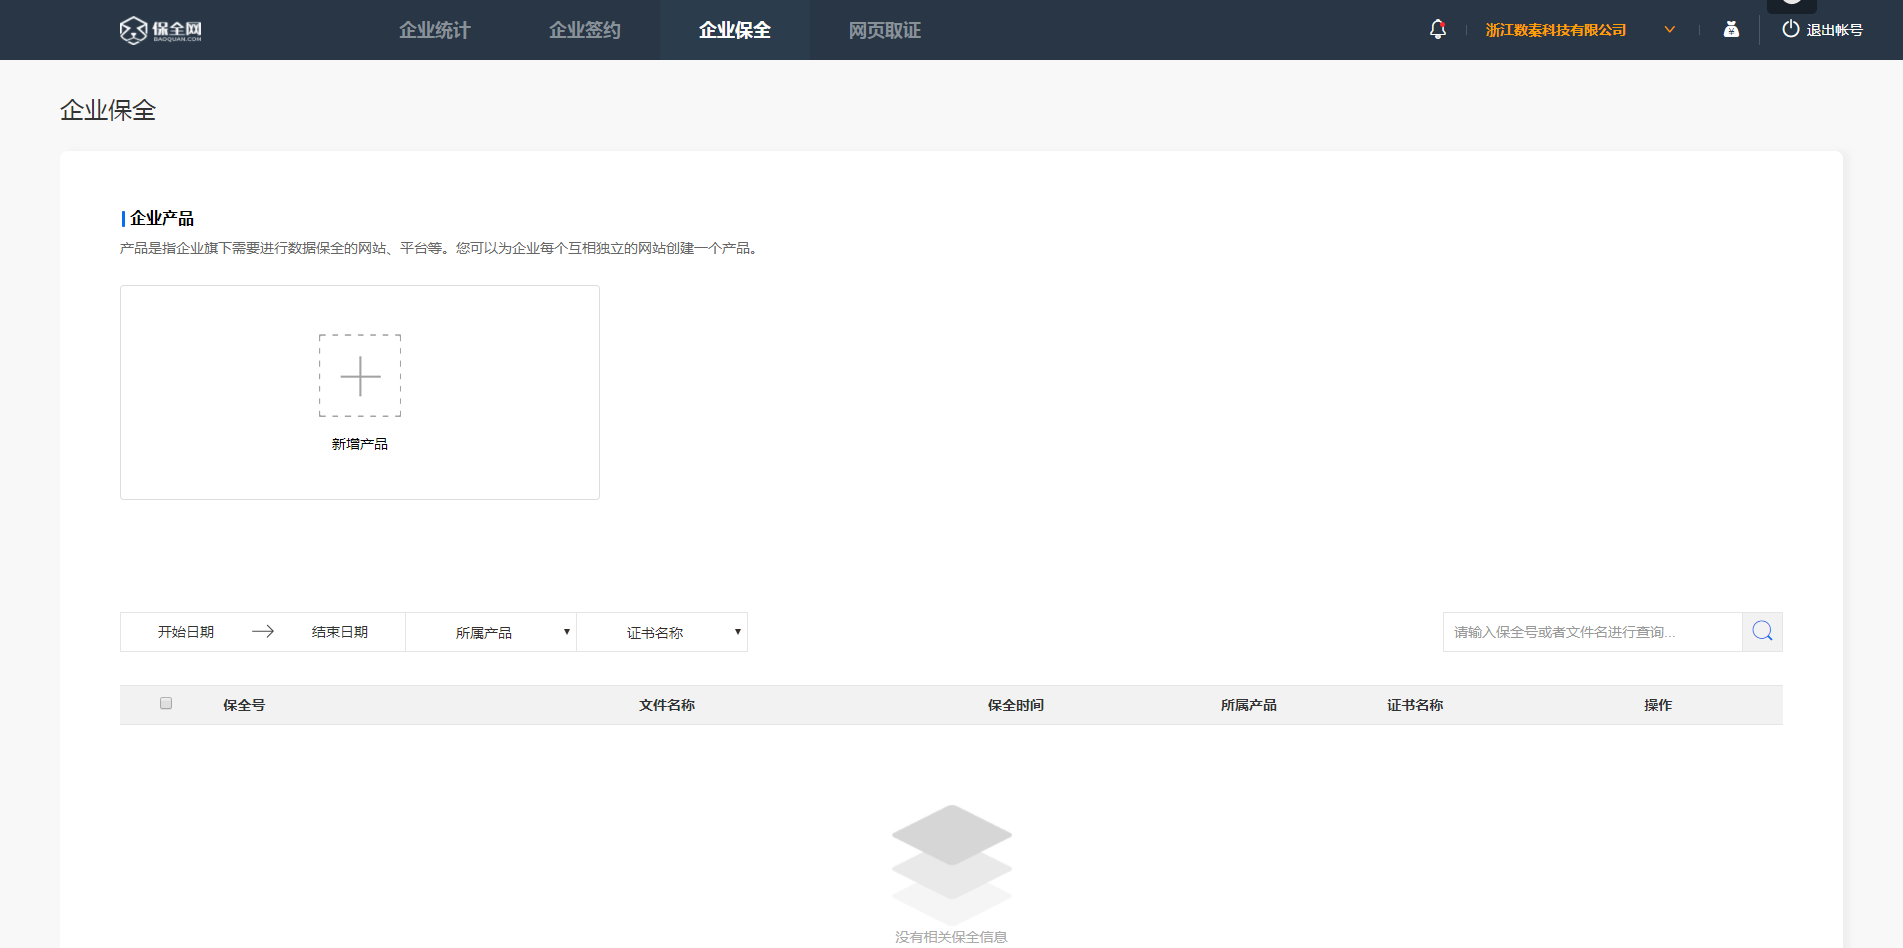 保全网
BAOQUAN.COM
企业统计
企业签约
企业保全
网页取证
浙江数秦科技有限公司
退出帐号
企业保全
企业产品
产品是指企业旗下需要进行数据保全的网站、平台等。您可以为企业每个互相独立的网站创建一个产品。
新增产品
开始日期
结束日期
所属产品
证书名称
请输入保全号或者文件名进行查询...
保全号
文件名称
保全时间
所属产品
证书名称
操作
没有相关保全信息